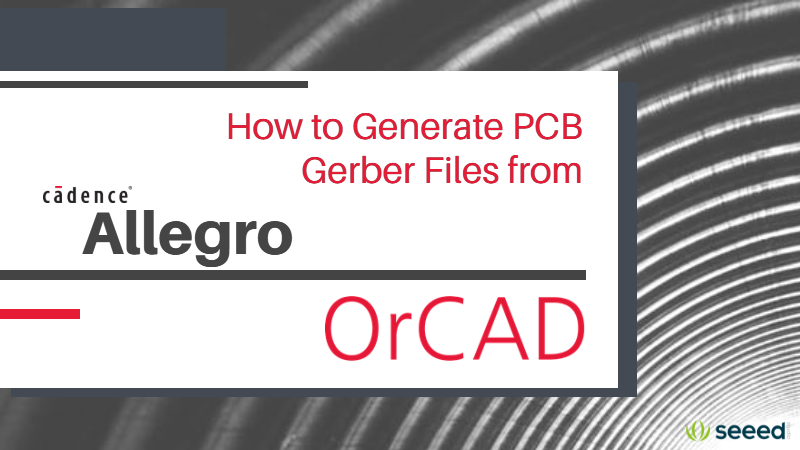 How to Generate PCB
Gerber Files from
cādence®
Allegro
OrCAD
seeed